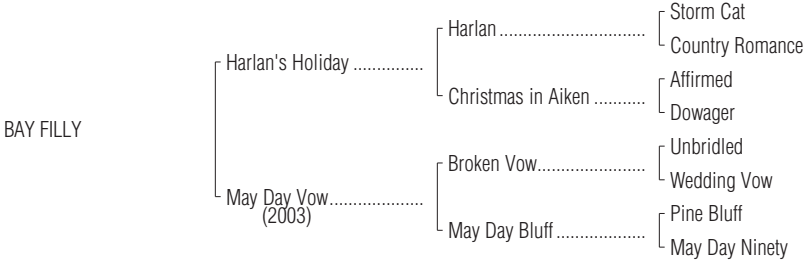 Storm Cat
Harlan..............................
Country Romance
Harlan's Holiday ...............
Affirmed
Christmas in Aiken ...........
Dowager
BAY FILLY
Unbridled
Broken Vow......................
Wedding Vow
May Day Vow....................
(2003)
Pine Bluff
May Day Bluff ...................
May Day Ninety